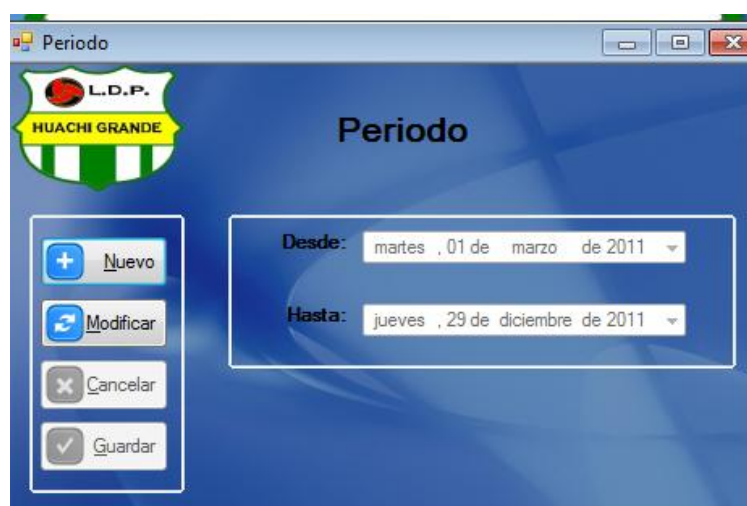 Periodo
L.D.P.
HUACHI GRANDE
Periodo
Nuevo
Modificar
Cancelar
Guardar
Desde: martes , 01 de marzo de 2011
Hasta: jueves , 29 de diciembre de 2011